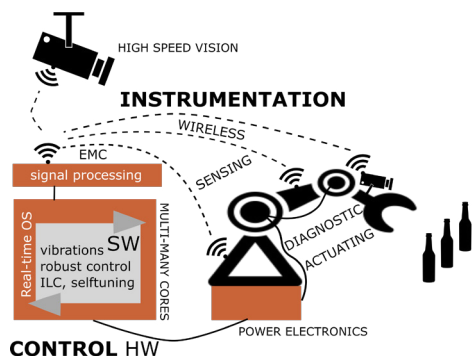 HIGH SPEED VISION
INSTRUMENTATION
WIRELESS
EMC
SENSING
signal processing
Real-time OS
SW
vibrations
robust control
ILC, selftuning
MULTI-MANY CORES
DIAGNOSTIC
ACTUATING
POWER ELECTRONICS
CONTROL HW